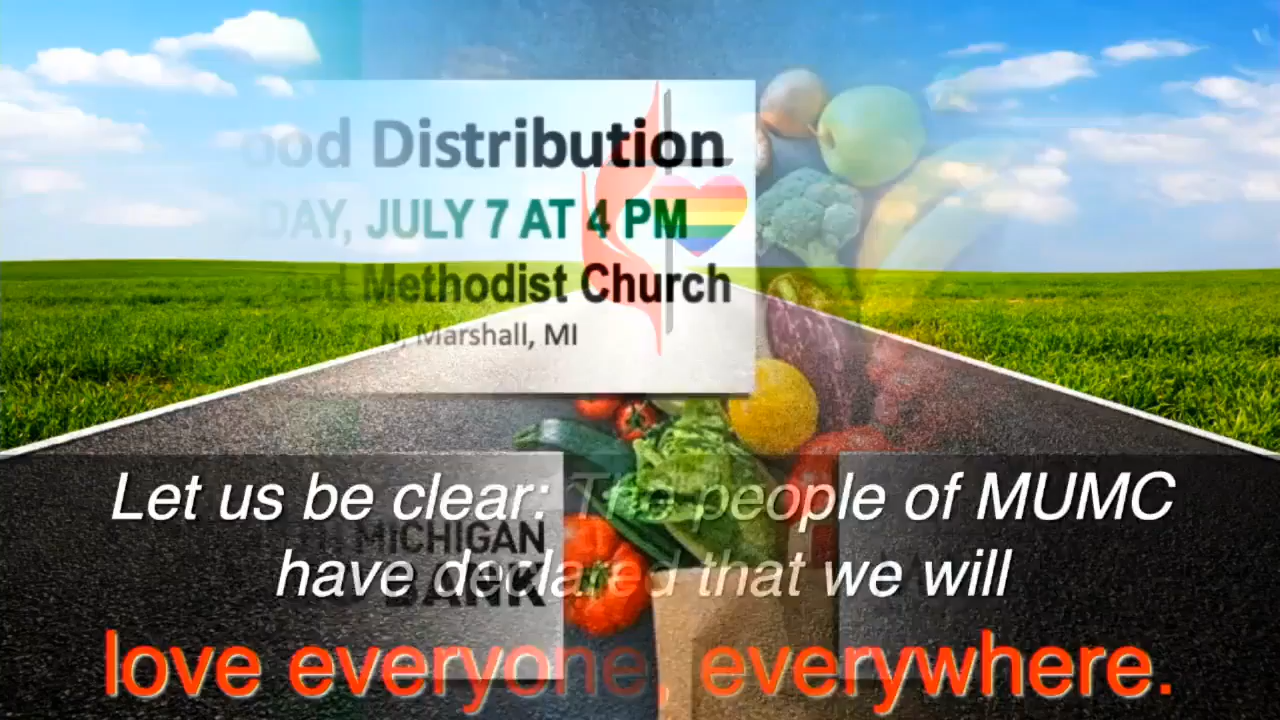 ood Distribution
DAY, JULY 7 AT 4 PM
ted Methodist Church
N, Marshall, MI
Let us be clear: The people of MUMC
MICHIGAN
have declared that we will
BANK
love everyone, everywhere.